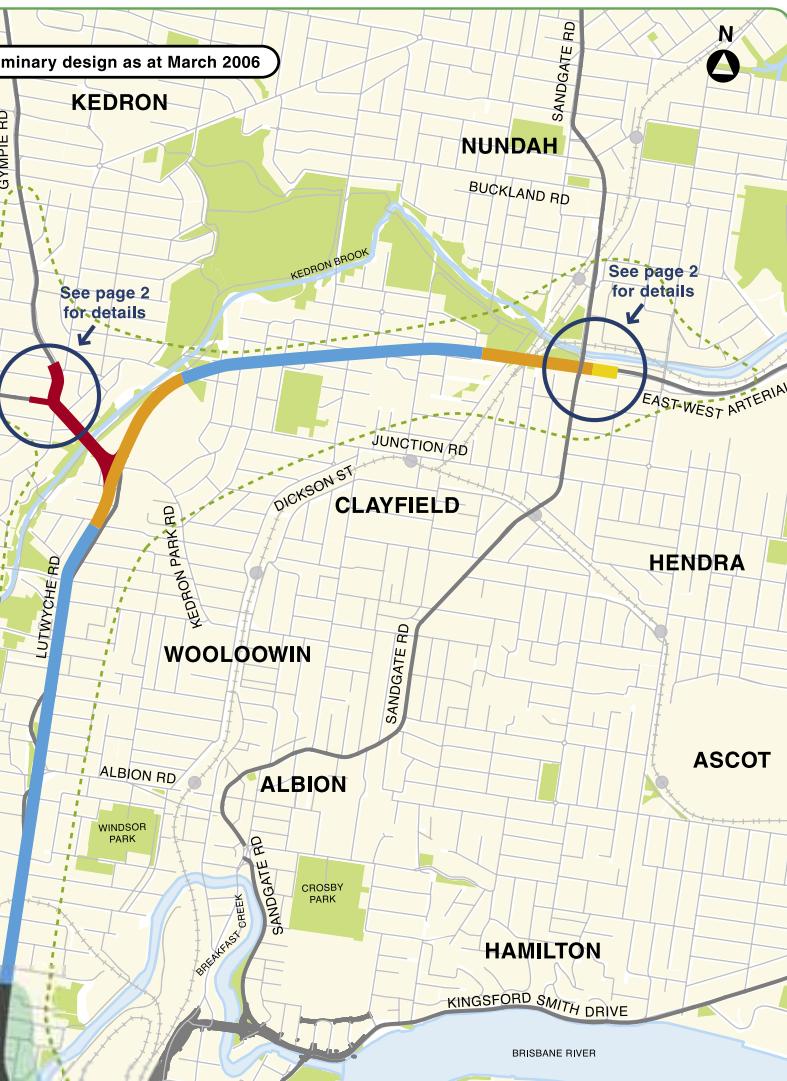 minary design as at March 2006
N
KEDRON
SANDGATE RD
GYMPIE RD
NUNDAH
BUCKLAND RD
KEDRON BROOK
See page 2
for details
See page 2
for details
EAST-WEST ARTERIAL
JUNCTION RD
DICKSON ST
CLAYFIELD
KEDRON PARK RD
HENDRA
LUTWYCHE RD
WOOLOOWIN
SANDGATE RD
ASCOT
ALBION RD
ALBION
WINDSOR
PARK
SANDGATE RD
CROSBY
PARK
BREAKFAST CREEK
HAMILTON
KINGSFORD SMITH DRIVE
BRISBANE RIVER